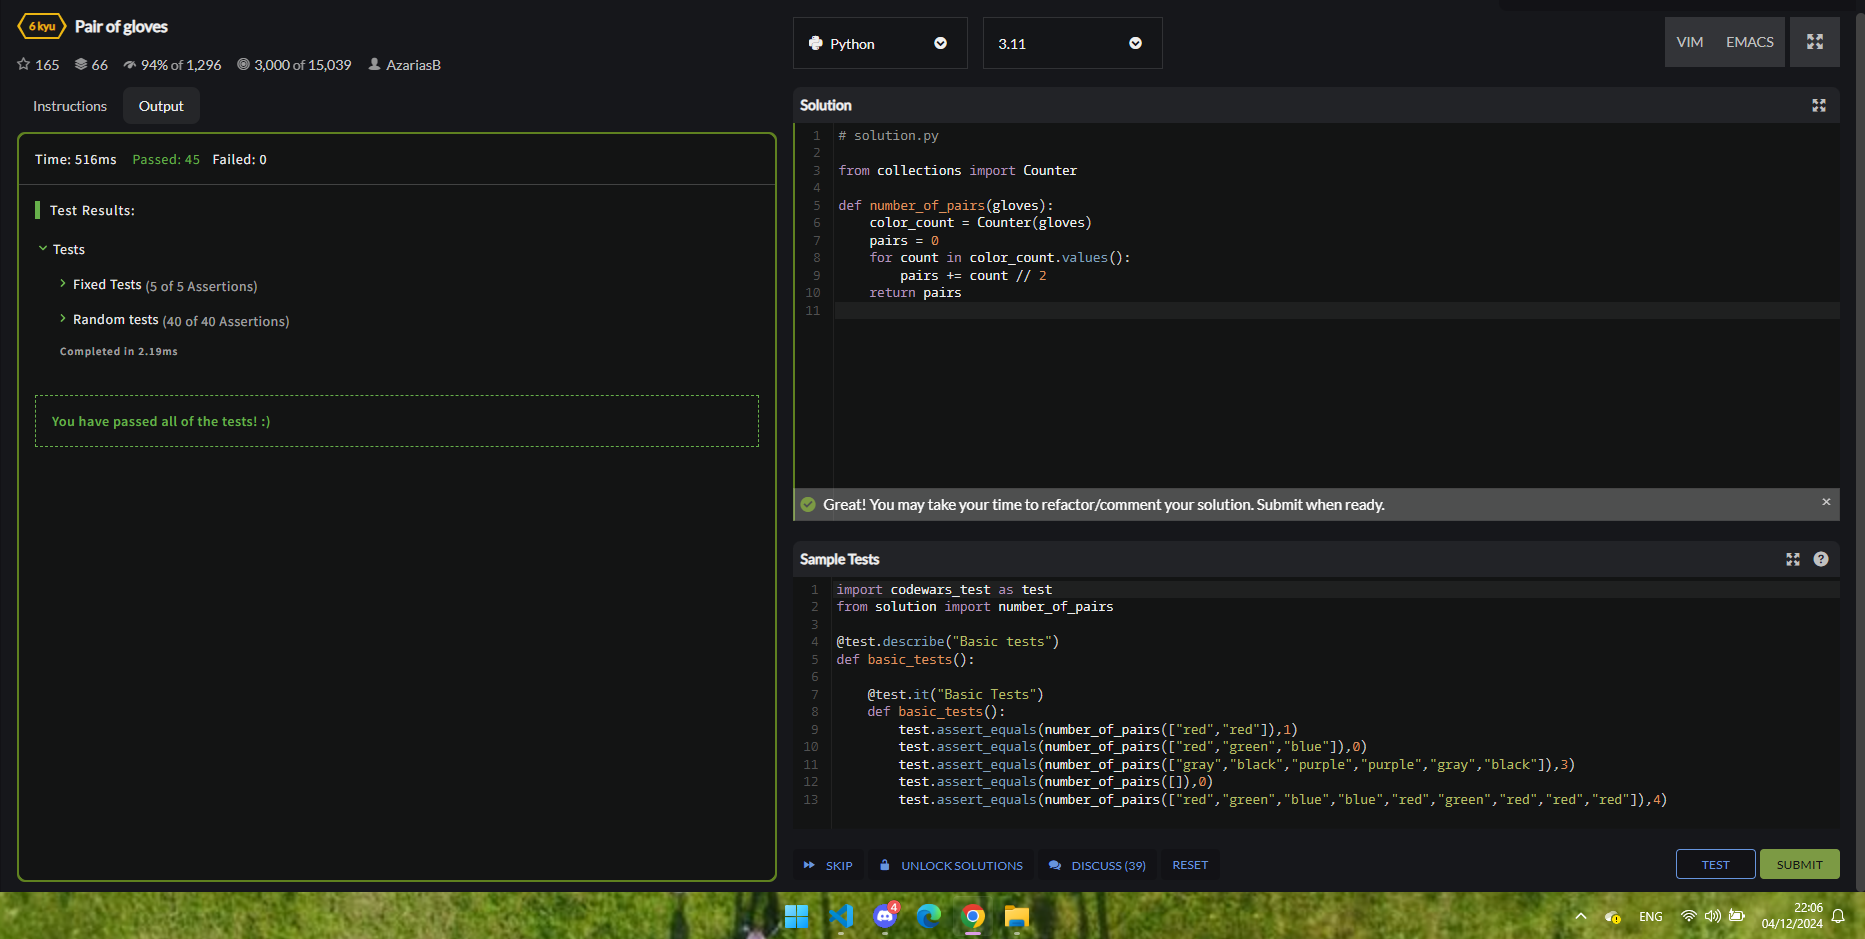 6 kyu Pair of gloves
165 66 94% of 1,296 3,000 of 15,039 AzariasB
Instructions Output
Time: 516ms Passed: 45 Failed: 0
Test Results:
Tests
Fixed Tests (5 of 5 Assertions)
Random tests (40 of 40 Assertions)
Completed in 2.19ms
You have passed all of the tests! :)
Python 3.11 VIM EMACS
Solution
1 # solution.py
2
3 from collections import Counter
4
5 def number_of_pairs(gloves):
6 color_count = Counter(gloves)
7 pairs = 0
8 for count in color_count.values():
9 pairs += count // 2
10 return pairs
11
Great! You may take your time to refactor/comment your solution. Submit when ready. ×
Sample Tests ?
1 import codewars_test as test
2 from solution import number_of_pairs
3
4 @test.describe("Basic tests")
5 def basic_tests():
6
7 @test.it("Basic Tests")
8 def basic_tests():
9 test.assert_equals(number_of_pairs(["red","red"]),1)
10 test.assert_equals(number_of_pairs(["red","green","blue"]),0)
11 test.assert_equals(number_of_pairs(["gray","black","purple","purple","gray","black"]),3)
12 test.assert_equals(number_of_pairs([]),0)
13 test.assert_equals(number_of_pairs(["red","green","blue","blue","red","green","red","red","red"]),4)
SKIP UNLOCK SOLUTIONS DISCUSS (39) RESET TEST SUBMIT
4 ENG 22:06
04/12/2024